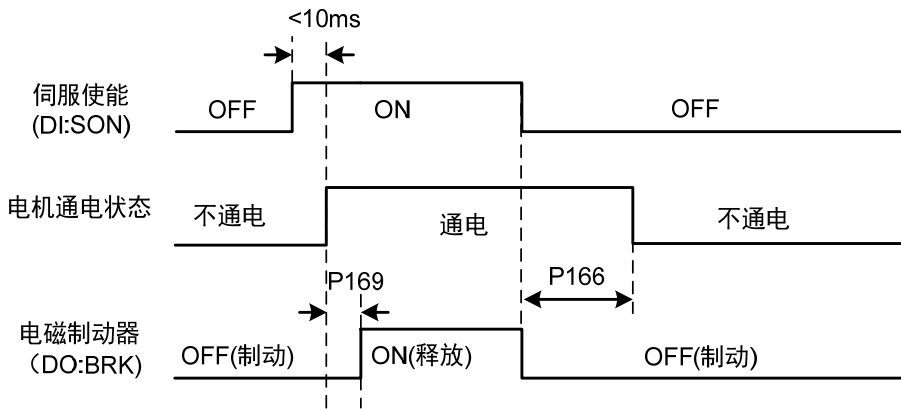 <10ms
伺服使能
(DI:SON)
OFF
ON
OFF
电机通电状态
不通电
通电
不通电
P169
P166
电磁制动器
（DO:BRK)
OFF(制动)
ON(释放)
OFF(制动)